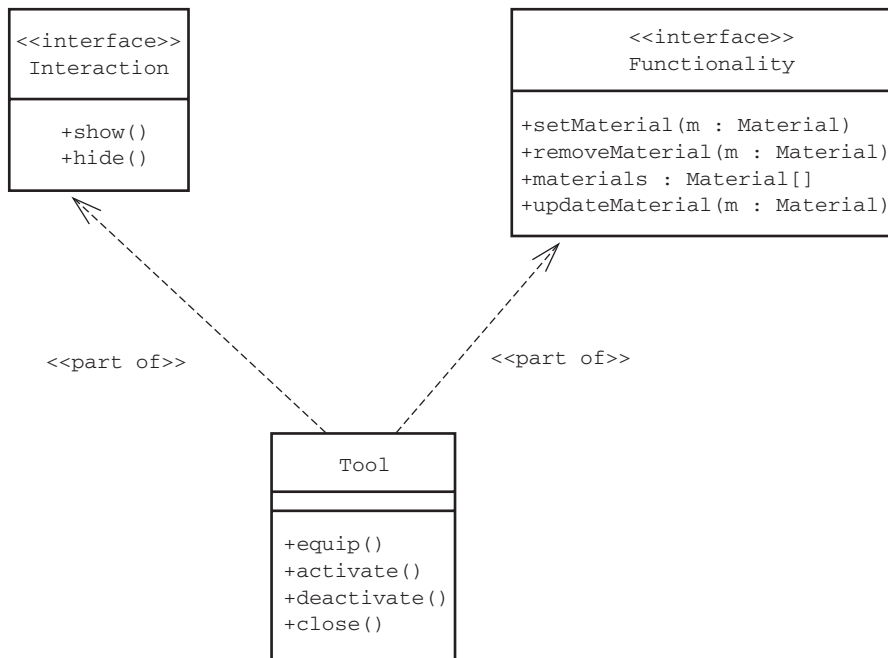 <<interface>>
Interaction
+show()
+hide()
<<interface>>
Functionality
+setMaterial(m : Material)
+removeMaterial(m : Material)
+materials : Material[]
+updateMaterial(m : Material)
<<part of>>
<<part of>>
Tool
+equip()
+activate()
+deactivate()
+close()